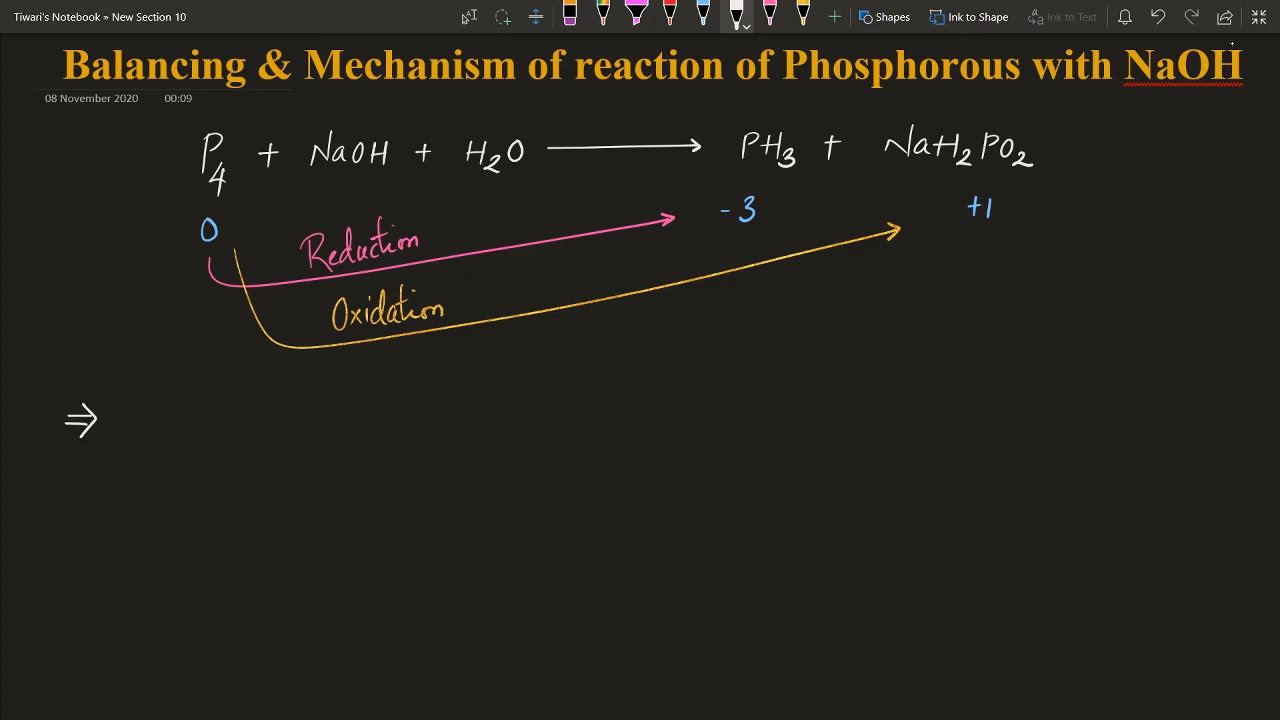 Tiwari's Notebook » New Section 10
Shapes Ink to Shape Ink to Text
Balancing & Mechanism of reaction of Phosphorous with NaOH
08 November 2020 00:09
P₄ + NaOH + H₂O ⟶ PH₃ + NaH₂PO₂
0 -3 +1
Reduction
Oxidation
⇒